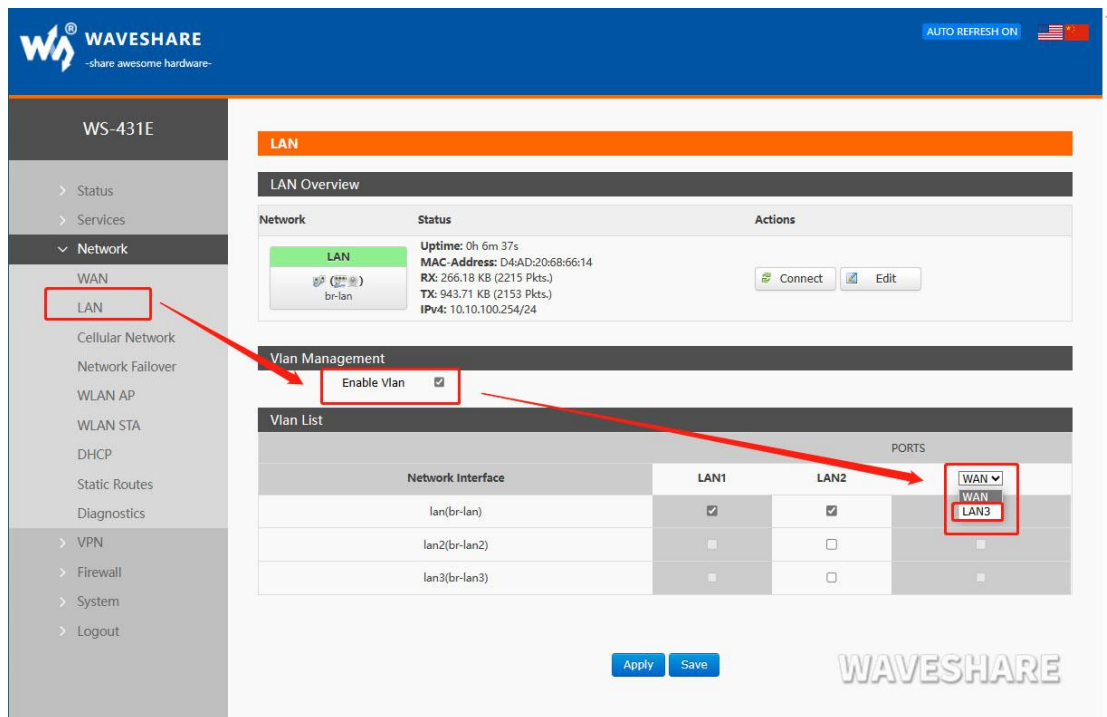 WAVESHARE
-share awesome hardware-
AUTO REFRESH ON
WS-431E
Status
Services
Network
WAN
LAN
Cellular Network
Network Failover
WLAN AP
WLAN STA
DHCP
Static Routes
Diagnostics
VPN
Firewall
System
Logout
LAN
LAN Overview
Network Status Actions
LAN
br-lan
Uptime: 0h 6m 37s
MAC-Address: D4:AD:20:68:66:14
RX: 266.18 KB (2215 Pkts.)
TX: 943.71 KB (2153 Pkts.)
IPv4: 10.10.100.254/24
Connect Edit
Vlan Management
Enable Vlan
Vlan List
PORTS
Network Interface LAN1 LAN2 WAN
WAN
LAN3
lan(br-lan)
lan2(br-lan2)
lan3(br-lan3)
Apply Save
WAVESHARE